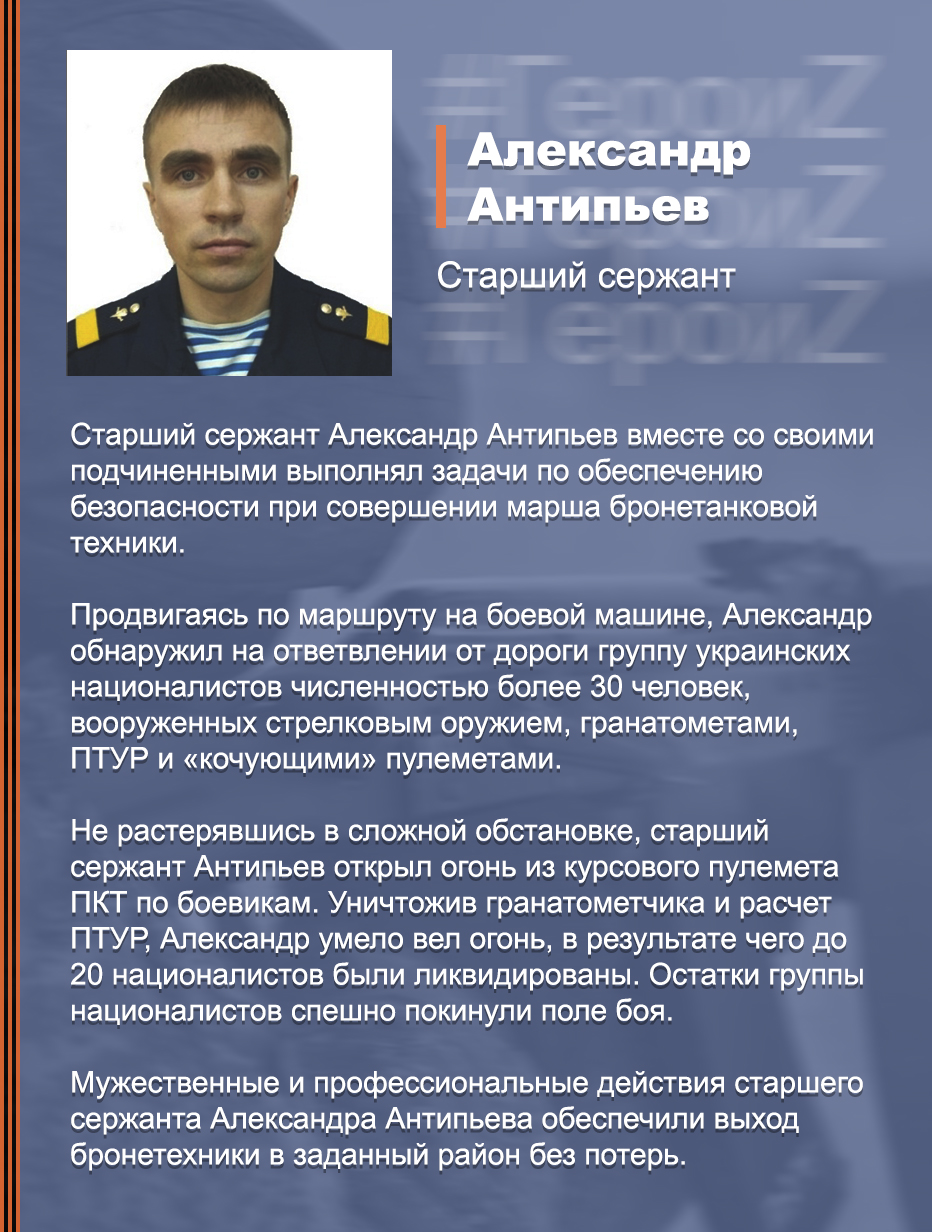 #ГероиZ
#ГероиZ
#ГероиZ
Александр
Антипьев
Старший сержант
Старший сержант Александр Антипьев вместе со своими
подчиненными выполнял задачи по обеспечению
безопасности при совершении марша бронетанковой
техники.
Продвигаясь по маршруту на боевой машине, Александр
обнаружил на ответвлении от дороги группу украинских
националистов численностью более 30 человек,
вооруженных стрелковым оружием, гранатометами,
ПТУР и «кочующими» пулеметами.
Не растерявшись в сложной обстановке, старший
сержант Антипьев открыл огонь из курсового пулемета
ПКТ по боевикам. Уничтожив гранатометчика и расчет
ПТУР, Александр умело вел огонь, в результате чего до
20 националистов были ликвидированы. Остатки группы
националистов спешно покинули поле боя.
Мужественные и профессиональные действия старшего
сержанта Александра Антипьева обеспечили выход
бронетехники в заданный район без потерь.